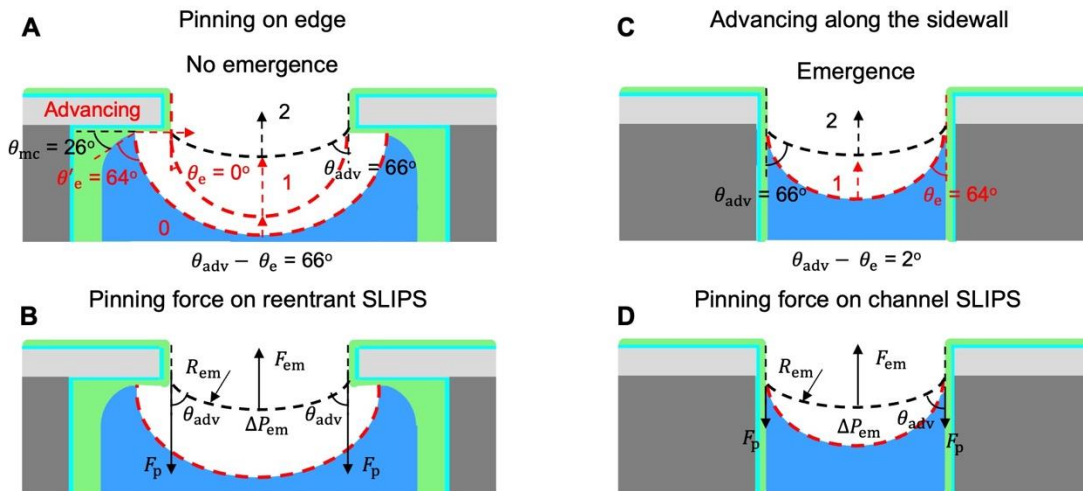 A
Pinning on edge
No emergence
Advancing
2
θmc = 26°
θ'e = 64°
θe = 0°
1
θadv = 66°
0
θadv − θe = 66°
B
Pinning force on reentrant SLIPS
Rem
Fem
θadv
ΔPem
θadv
Fp
Fp
C
Advancing along the sidewall
Emergence
2
θadv = 66°
1
θe = 64°
θadv − θe = 2°
D
Pinning force on channel SLIPS
Rem
Fem
θadv
ΔPem
Fp
Fp